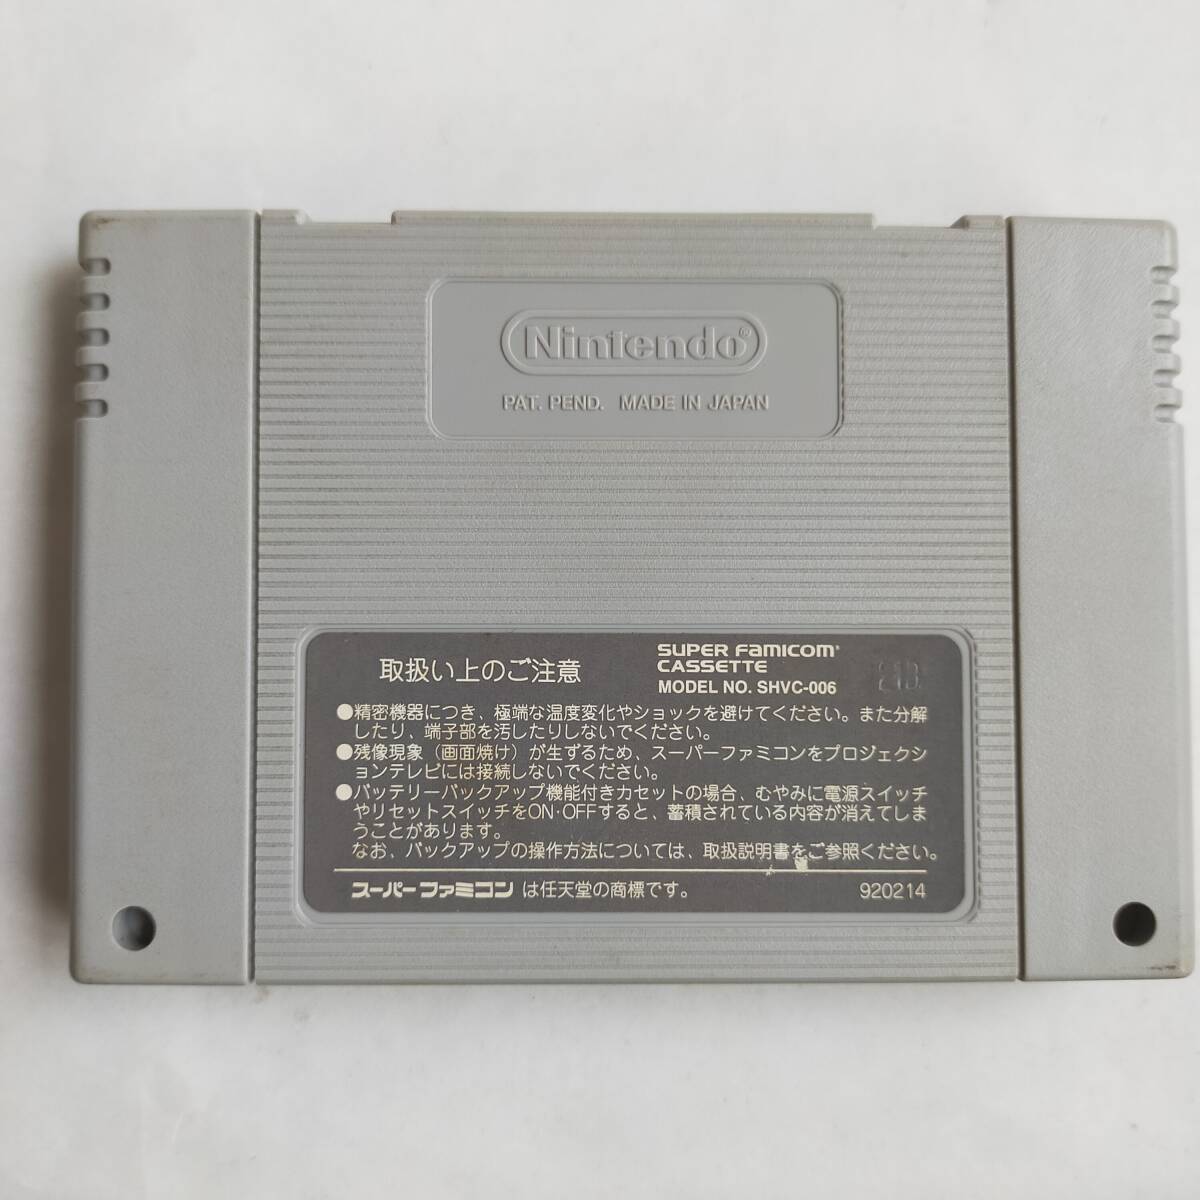 Nintendo®
PAT. PEND. MADE IN JAPAN
取扱い上のご注意
SUPER FAMICOM®
CASSETTE
MODEL NO. SHVC-006
●精密機器につき、極端な温度変化やショックを避けてください。また分解
したり、端子部を汚したりしないでください。
●残像現象（画面焼け）が生ずるため、スーパーファミコンをプロジェクシ
ョンテレビには接続しないでください。
●バッテリーバックアップ機能付きカセットの場合、むやみに電源スイッチ
やリセットスイッチをON・OFFすると、蓄積されている内容が消えてしま
うことがあります。
なお、バックアップの操作方法については、取扱説明書をご参照ください。
スーパーファミコン は任天堂の商標です。
920214